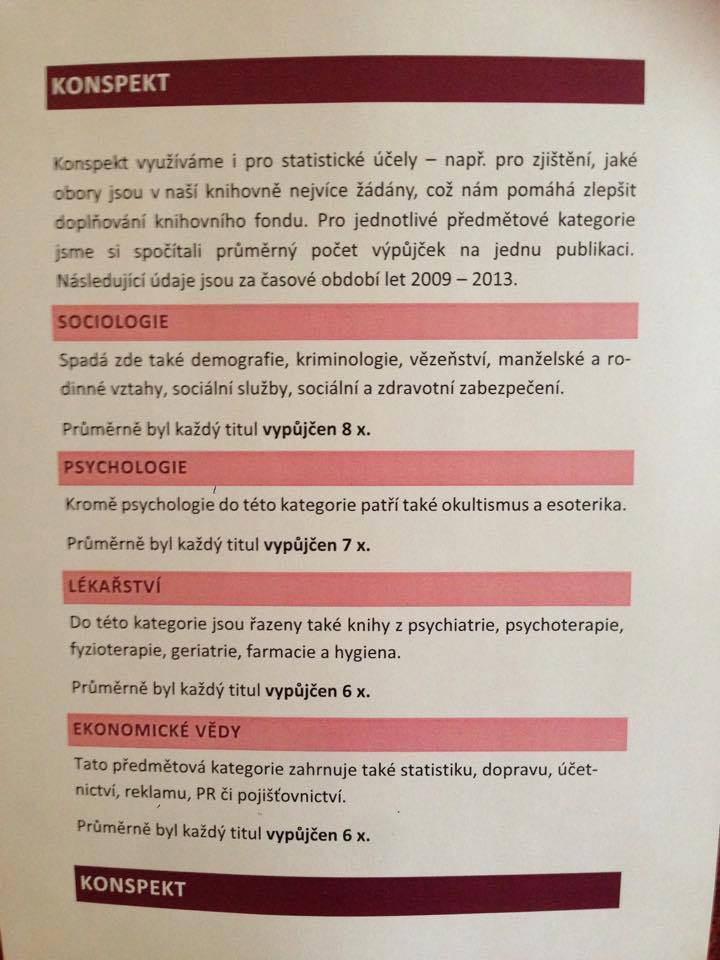 KONSPEKT
Konspekt využíváme i pro statistické účely – např. pro zjištění, jaké
obory jsou v naší knihovně nejvíce žádány, což nám pomáhá zlepšit
doplňování knihovního fondu. Pro jednotlivé předmětové kategorie
jsme si spočítali průměrný počet výpůjček na jednu publikaci.
Následující údaje jsou za časové období let 2009 – 2013.
SOCIOLOGIE
Spadá zde také demografie, kriminologie, vězeňství, manželské a ro-
dinné vztahy, sociální služby, sociální a zdravotní zabezpečení.
Průměrně byl každý titul vypůjčen 8 x.
PSYCHOLOGIE
Kromě psychologie do této kategorie patří také okultismus a esoterika.
Průměrně byl každý titul vypůjčen 7 x.
LÉKAŘSTVÍ
Do této kategorie jsou řazeny také knihy z psychiatrie, psychoterapie,
fyzioterapie, geriatrie, farmacie a hygiena.
Průměrně byl každý titul vypůjčen 6 x.
EKONOMICKÉ VĚDY
Tato předmětová kategorie zahrnuje také statistiku, dopravu, účet-
nictví, reklamu, PR či pojišťovnictví.
Průměrně byl každý titul vypůjčen 6 x.
KONSPEKT